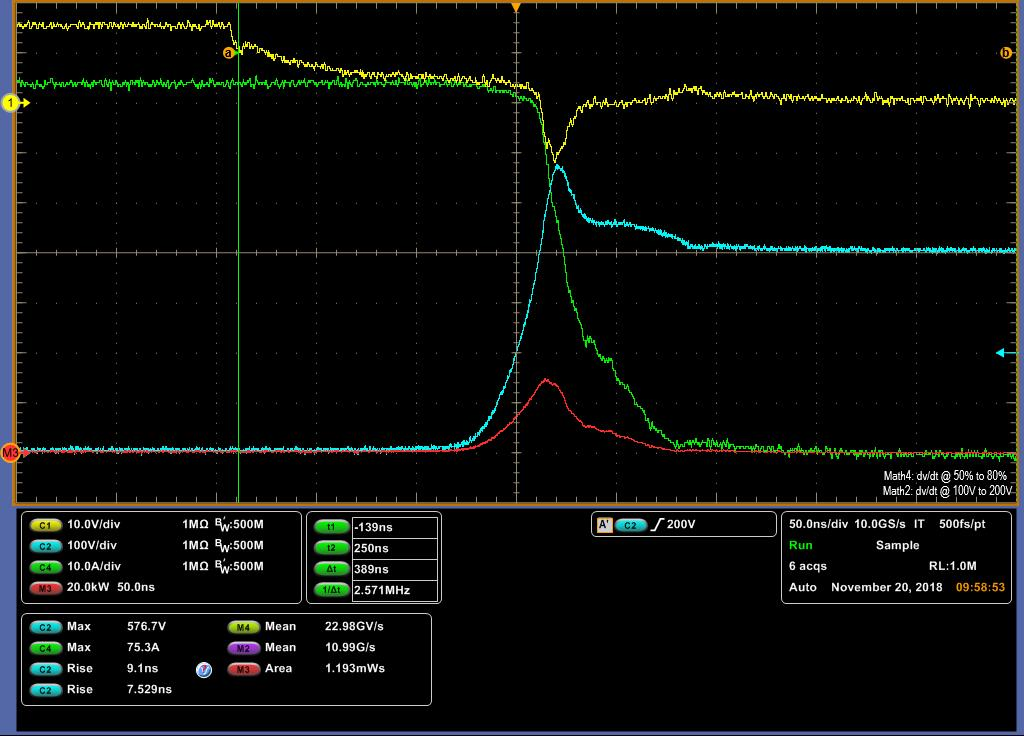 a
b
1
M3
Math4: dv/dt @ 50% to 80%
Math2: dv/dt @ 100V to 200V
C1 10.0V/div 1MΩ BW:500M
C2 100V/div 1MΩ BW:500M
C4 10.0A/div 1MΩ BW:500M
M3 20.0kW 50.0ns
t1 -139ns
t2 250ns
Δt 389ns
1/Δt 2.571MHz
A' C2 200V
50.0ns/div 10.0GS/s IT 500fs/pt
Run Sample
6 acqs RL:1.0M
Auto November 20, 2018 09:58:53
C2 Max 576.7V M4 Mean 22.98GV/s
C4 Max 75.3A M2 Mean 10.99G/s
C2 Rise 9.1ns M3 Area 1.193mWs
C2 Rise 7.529ns